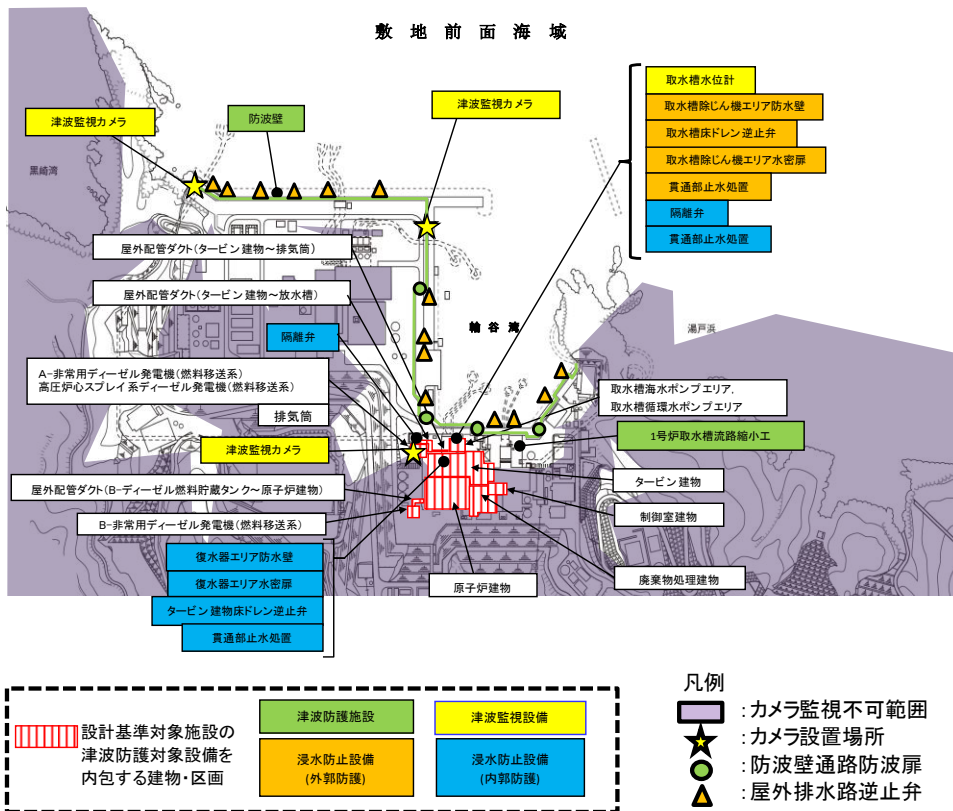 敷地前面海域
取水槽水位計
取水槽除じん機エリア防水壁
取水槽床ドレン逆止弁
取水槽除じん機エリア水密扉
貫通部止水処置
隔離弁
貫通部止水処置
津波監視カメラ
防波壁
津波監視カメラ
黒崎湾
屋外配管ダクト(タービン建物～排気筒)
屋外配管ダクト(タービン建物～放水槽)
隔離弁
輪谷湾
湯戸浜
A-非常用ディーゼル発電機(燃料移送系)
高圧炉心スプレイ系ディーゼル発電機(燃料移送系)
取水槽海水ポンプエリア,
取水槽循環水ポンプエリア
排気筒
1号炉取水槽流路縮小工
津波監視カメラ
タービン建物
屋外配管ダクト(B-ディーゼル燃料貯蔵タンク～原子炉建物)
制御室建物
B-非常用ディーゼル発電機(燃料移送系)
復水器エリア防水壁
復水器エリア水密扉
タービン建物床ドレン逆止弁
貫通部止水処置
原子炉建物
廃棄物処理建物
設計基準対象施設の
津波防護対象設備を
内包する建物・区画
津波防護施設
津波監視設備
浸水防止設備
(外郭防護)
浸水防止設備
(内郭防護)
凡例
:カメラ監視不可範囲
:カメラ設置場所
:防波壁通路防波扉
:屋外排水路逆止弁